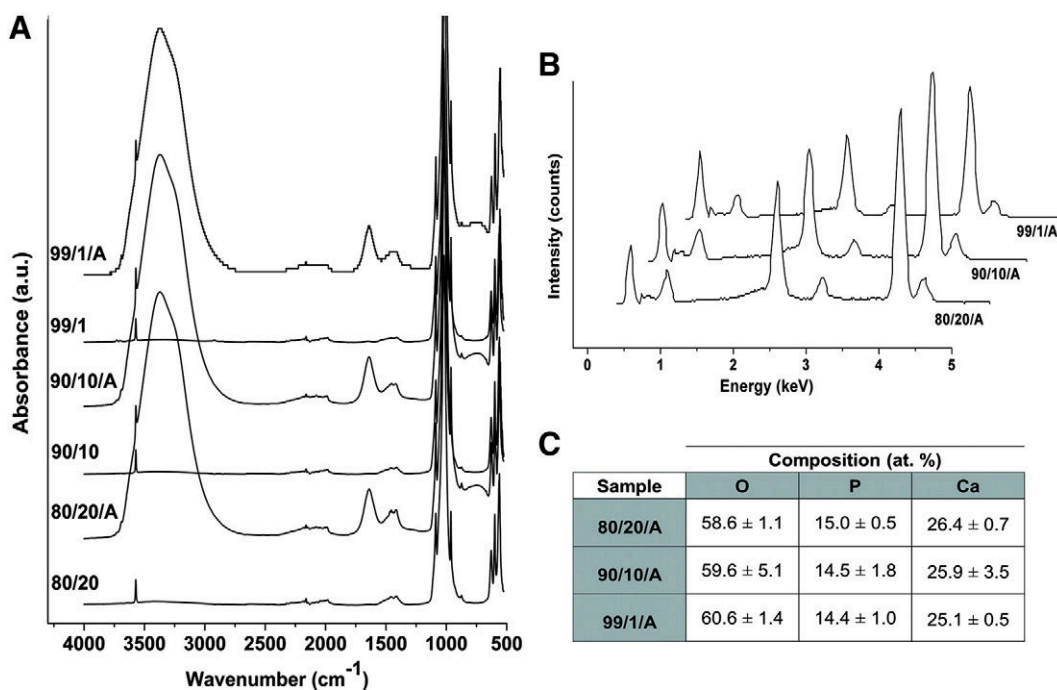 A
Absorbance (a.u.)
99/1/A
99/1
90/10/A
90/10
80/20/A
80/20
4000 3500 3000 2500 2000 1500 1000 500
Wavenumber (cm-1)
B
Intensity (counts)
99/1/A
90/10/A
80/20/A
0 1 2 3 4 5
Energy (keV)
C
Composition (at. %)
Sample O P Ca
80/20/A 58.6 ± 1.1 15.0 ± 0.5 26.4 ± 0.7
90/10/A 59.6 ± 5.1 14.5 ± 1.8 25.9 ± 3.5
99/1/A 60.6 ± 1.4 14.4 ± 1.0 25.1 ± 0.5